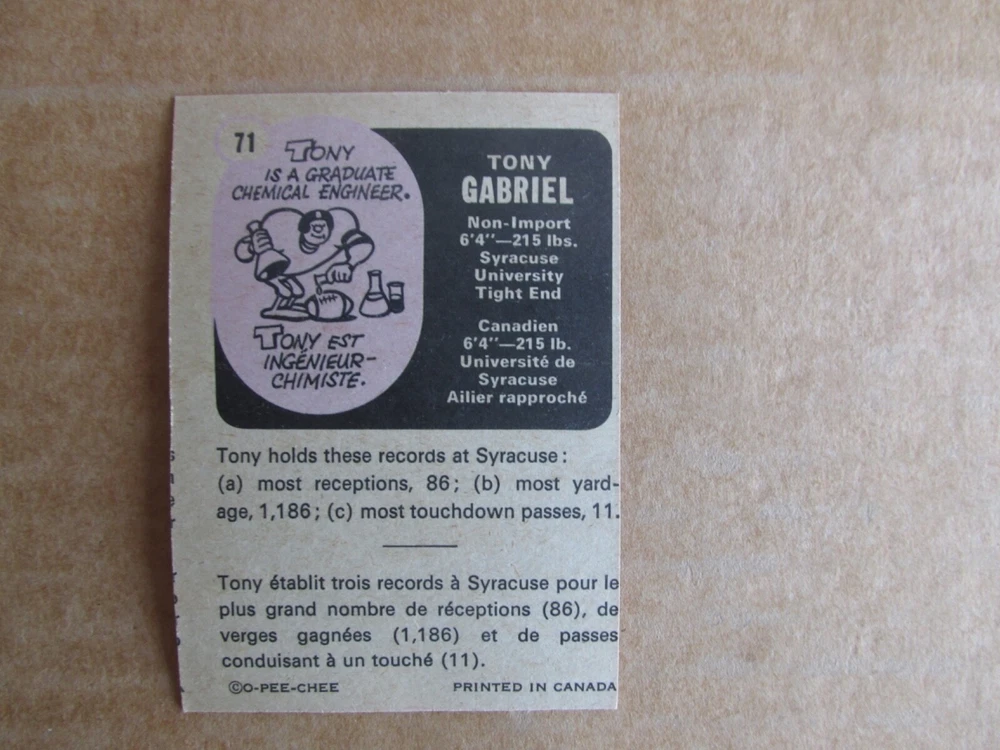 71
TONY
IS A GRADUATE
CHEMICAL ENGINEER.
TONY EST
INGÉNIEUR-
CHIMISTE.
TONY
GABRIEL
Non-Import
6'4"—215 lbs.
Syracuse
University
Tight End
Canadien
6'4"—215 lb.
Université de
Syracuse
Ailier rapproché
Tony holds these records at Syracuse:
(a) most receptions, 86; (b) most yard-
age, 1,186; (c) most touchdown passes, 11.
Tony établit trois records à Syracuse pour le
plus grand nombre de réceptions (86), de
verges gagnées (1,186) et de passes
conduisant à un touché (11).
©O-PEE-CHEE PRINTED IN CANADA